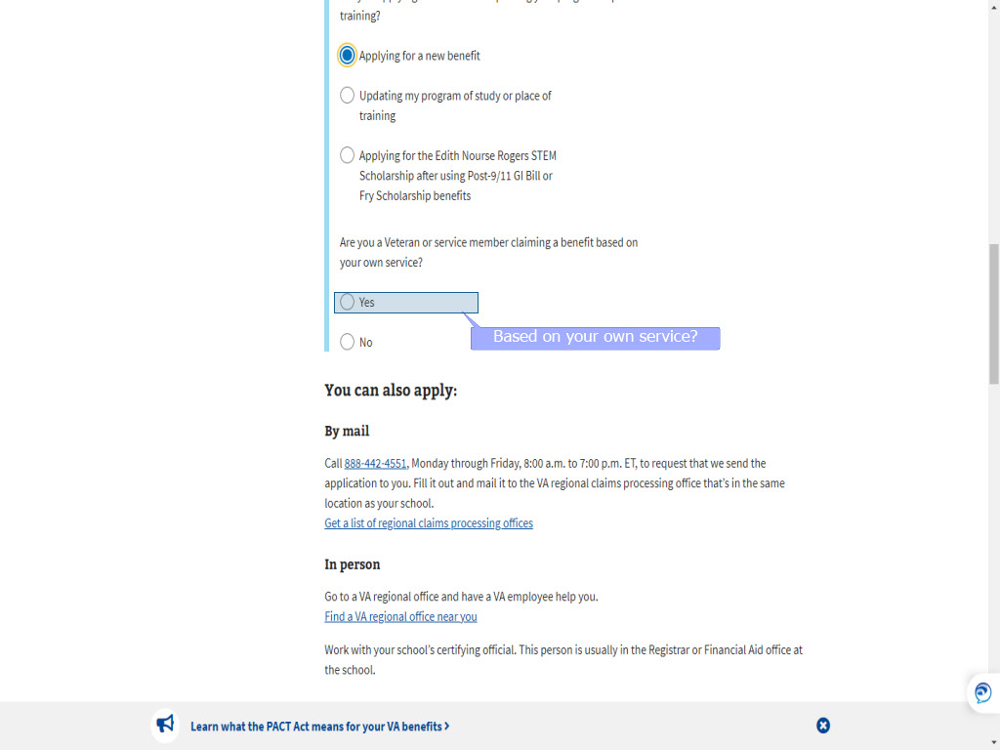 training?
Applying for a new benefit
Updating my program of study or place of
training
Applying for the Edith Nourse Rogers STEM
Scholarship after using Post-9/11 GI Bill or
Fry Scholarship benefits
Are you a Veteran or service member claiming a benefit based on
your own service?
Yes
Based on your own service?
No
You can also apply:
By mail
Call 888-442-4551, Monday through Friday, 8:00 a.m. to 7:00 p.m. ET, to request that we send the
application to you. Fill it out and mail it to the VA regional claims processing office that’s in the same
location as your school.
Get a list of regional claims processing offices
In person
Go to a VA regional office and have a VA employee help you.
Find a VA regional office near you
Work with your school’s certifying official. This person is usually in the Registrar or Financial Aid office at
the school.
Learn what the PACT Act means for your VA benefits >